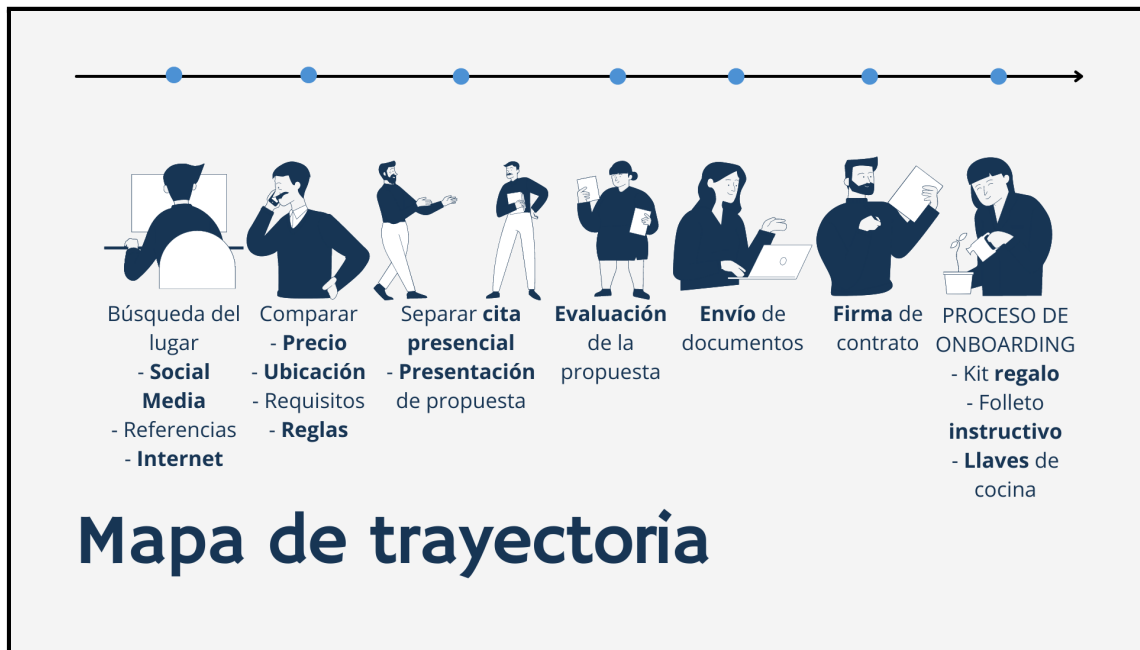 Búsqueda del
lugar
- Social
Media
- Referencias
- Internet
Comparar
- Precio
- Ubicación
- Requisitos
- Reglas
Separar cita
presencial
- Presentación
de propuesta
Evaluación
de la
propuesta
Envío de
documentos
Firma de
contrato
PROCESO DE
ONBOARDING
- Kit regalo
- Folleto
instructivo
- Llaves de
cocina
Mapa de trayectoria